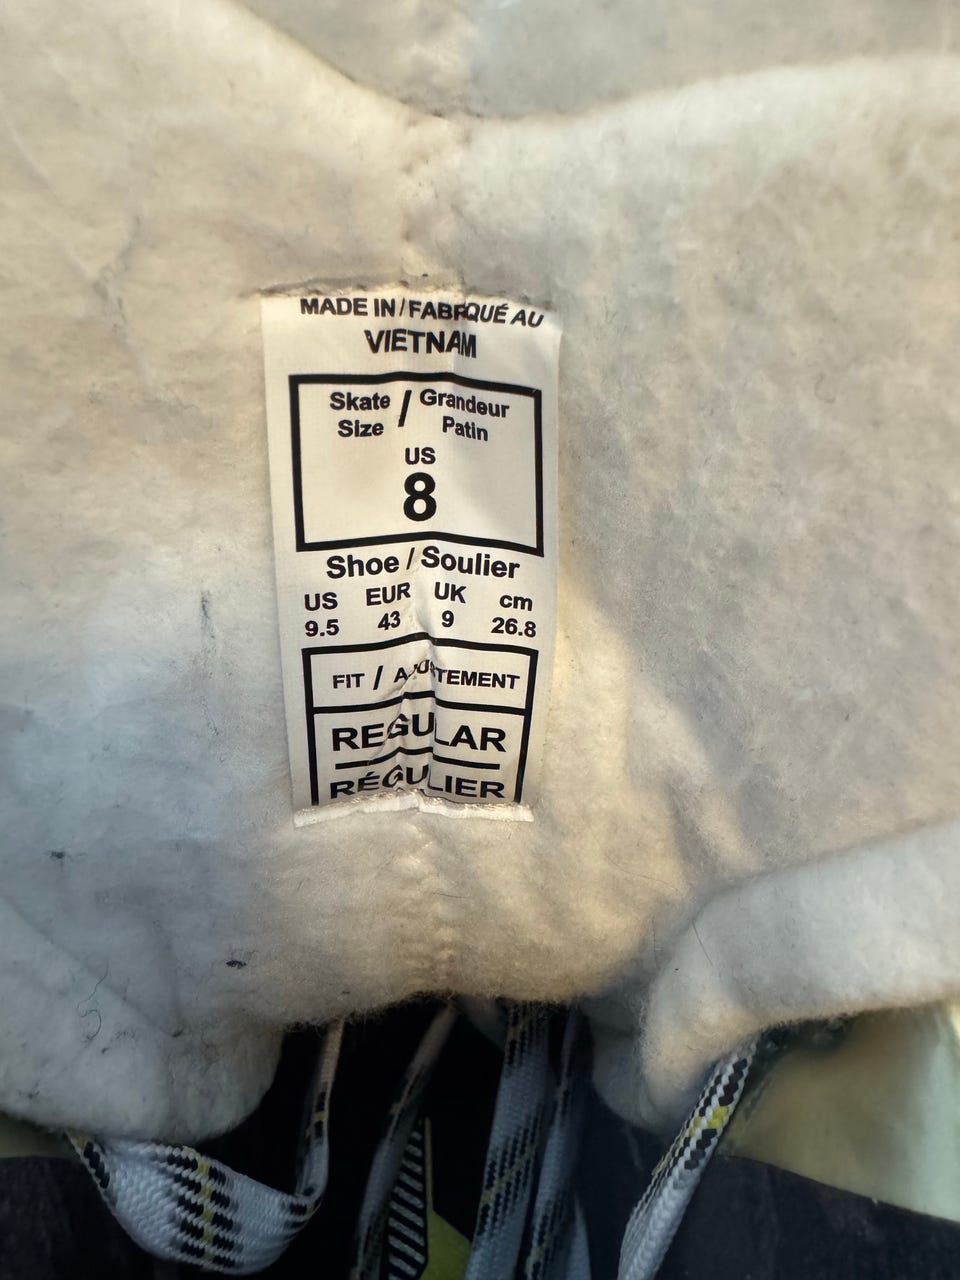 MADE IN / FABRIQUÉ AU
VIETNAM
Skate Size / Grandeur Patin
US
8
Shoe / Soulier
US EUR UK cm
9.5 43 9 26.8
FIT / AJUSTEMENT
REGULAR
RÉGULIER